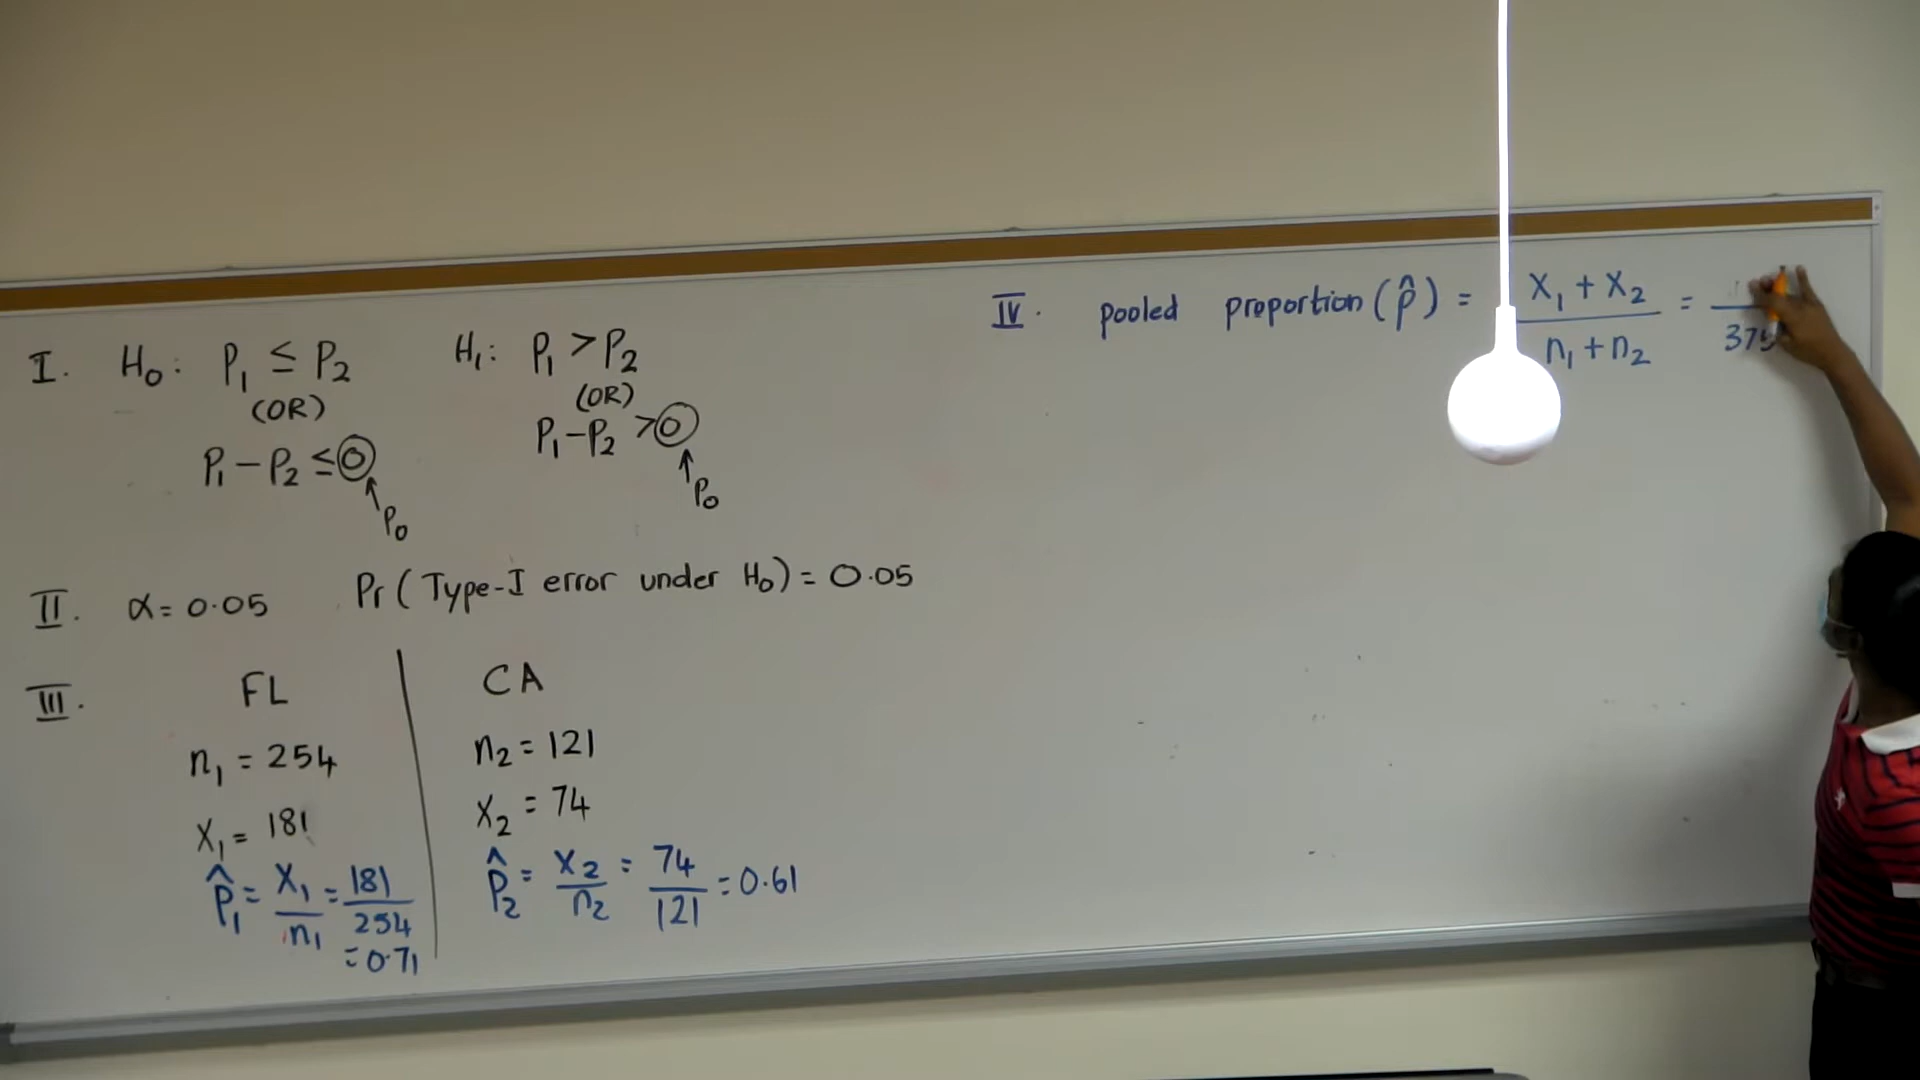 I. H₀: P₁ ≤ P₂ H₁: P₁ > P₂
(OR) (OR)
P₁ − P₂ ≤ 0 P₁ − P₂ > 0
↑ P₀ ↑ P₀
II. α = 0.05 Pr (Type-I error under H₀) = 0.05
III. FL CA
n₁ = 254 n₂ = 121
X₁ = 181 X₂ = 74
P̂₁ = X₁/n₁ = 181/254 P̂₂ = X₂/n₂ = 74/121 = 0.61
= 0.71
IV. pooled proportion (p̂) = X₁ + X₂ / n₁ + n₂ = / 375